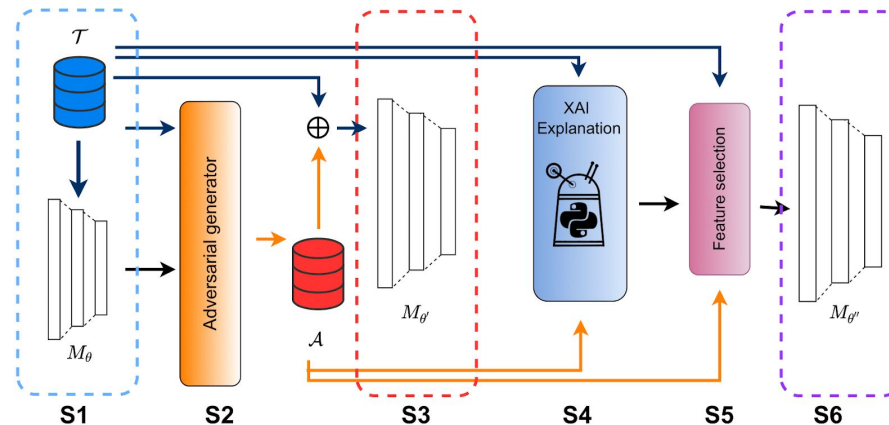 𝒯
XAI
Explanation
Adversarial generator
Feature selection
⊕
M_θ
M_θ'
M_θ''
𝒜
S1
S2
S3
S4
S5
S6